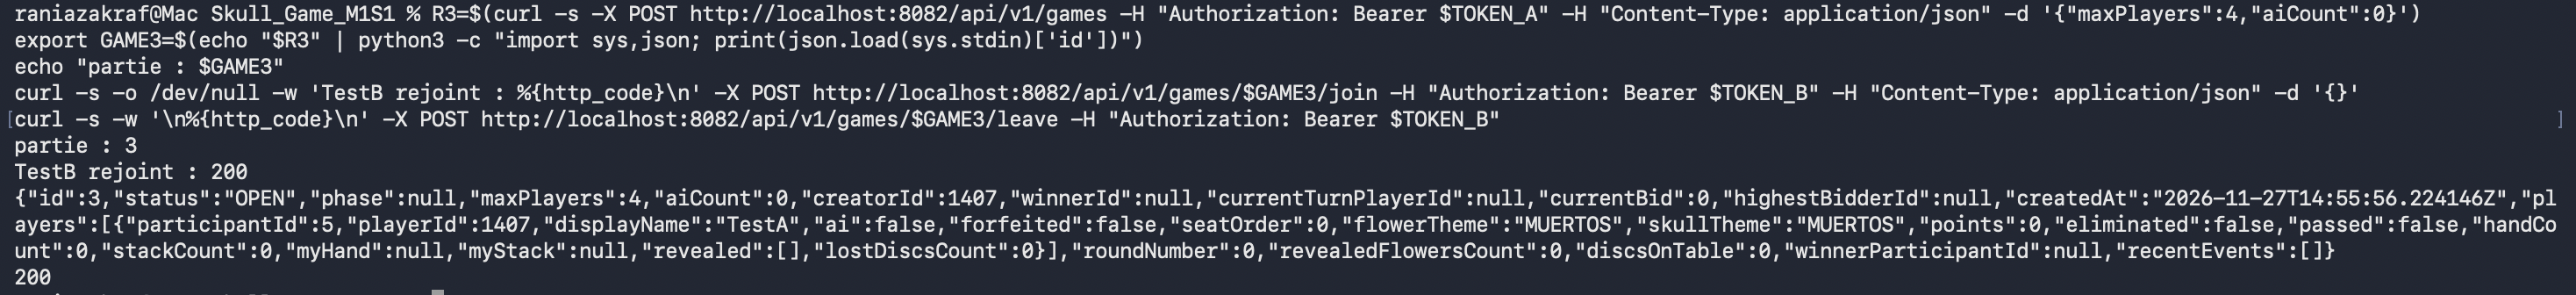 raniazakraf@Mac Skull_Game_M1S1 % R3=$(curl -s -X POST http://localhost:8082/api/v1/games -H "Authorization: Bearer $TOKEN_A" -H "Content-Type: application/json" -d '{"maxPlayers":4,"aiCount":0}')
export GAME3=$(echo "$R3" | python3 -c "import sys,json; print(json.load(sys.stdin)['id'])")
echo "partie : $GAME3"
curl -s -o /dev/null -w 'TestB rejoint : %{http_code}\n' -X POST http://localhost:8082/api/v1/games/$GAME3/join -H "Authorization: Bearer $TOKEN_B" -H "Content-Type: application/json" -d '{}'
[curl -s -w '\n%{http_code}\n' -X POST http://localhost:8082/api/v1/games/$GAME3/leave -H "Authorization: Bearer $TOKEN_B" ]
partie : 3
TestB rejoint : 200
{"id":3,"status":"OPEN","phase":null,"maxPlayers":4,"aiCount":0,"creatorId":1407,"winnerId":null,"currentTurnPlayerId":null,"currentBid":0,"highestBidderId":null,"createdAt":"2026-11-27T14:55:56.224146Z","pl
ayers":[{"participantId":5,"playerId":1407,"displayName":"TestA","ai":false,"forfeited":false,"seatOrder":0,"flowerTheme":"MUERTOS","skullTheme":"MUERTOS","points":0,"eliminated":false,"passed":false,"handCo
unt":0,"stackCount":0,"myHand":null,"myStack":null,"revealed":[],"lostDiscsCount":0}],"roundNumber":0,"revealedFlowersCount":0,"discsOnTable":0,"winnerParticipantId":null,"recentEvents":[]}
200